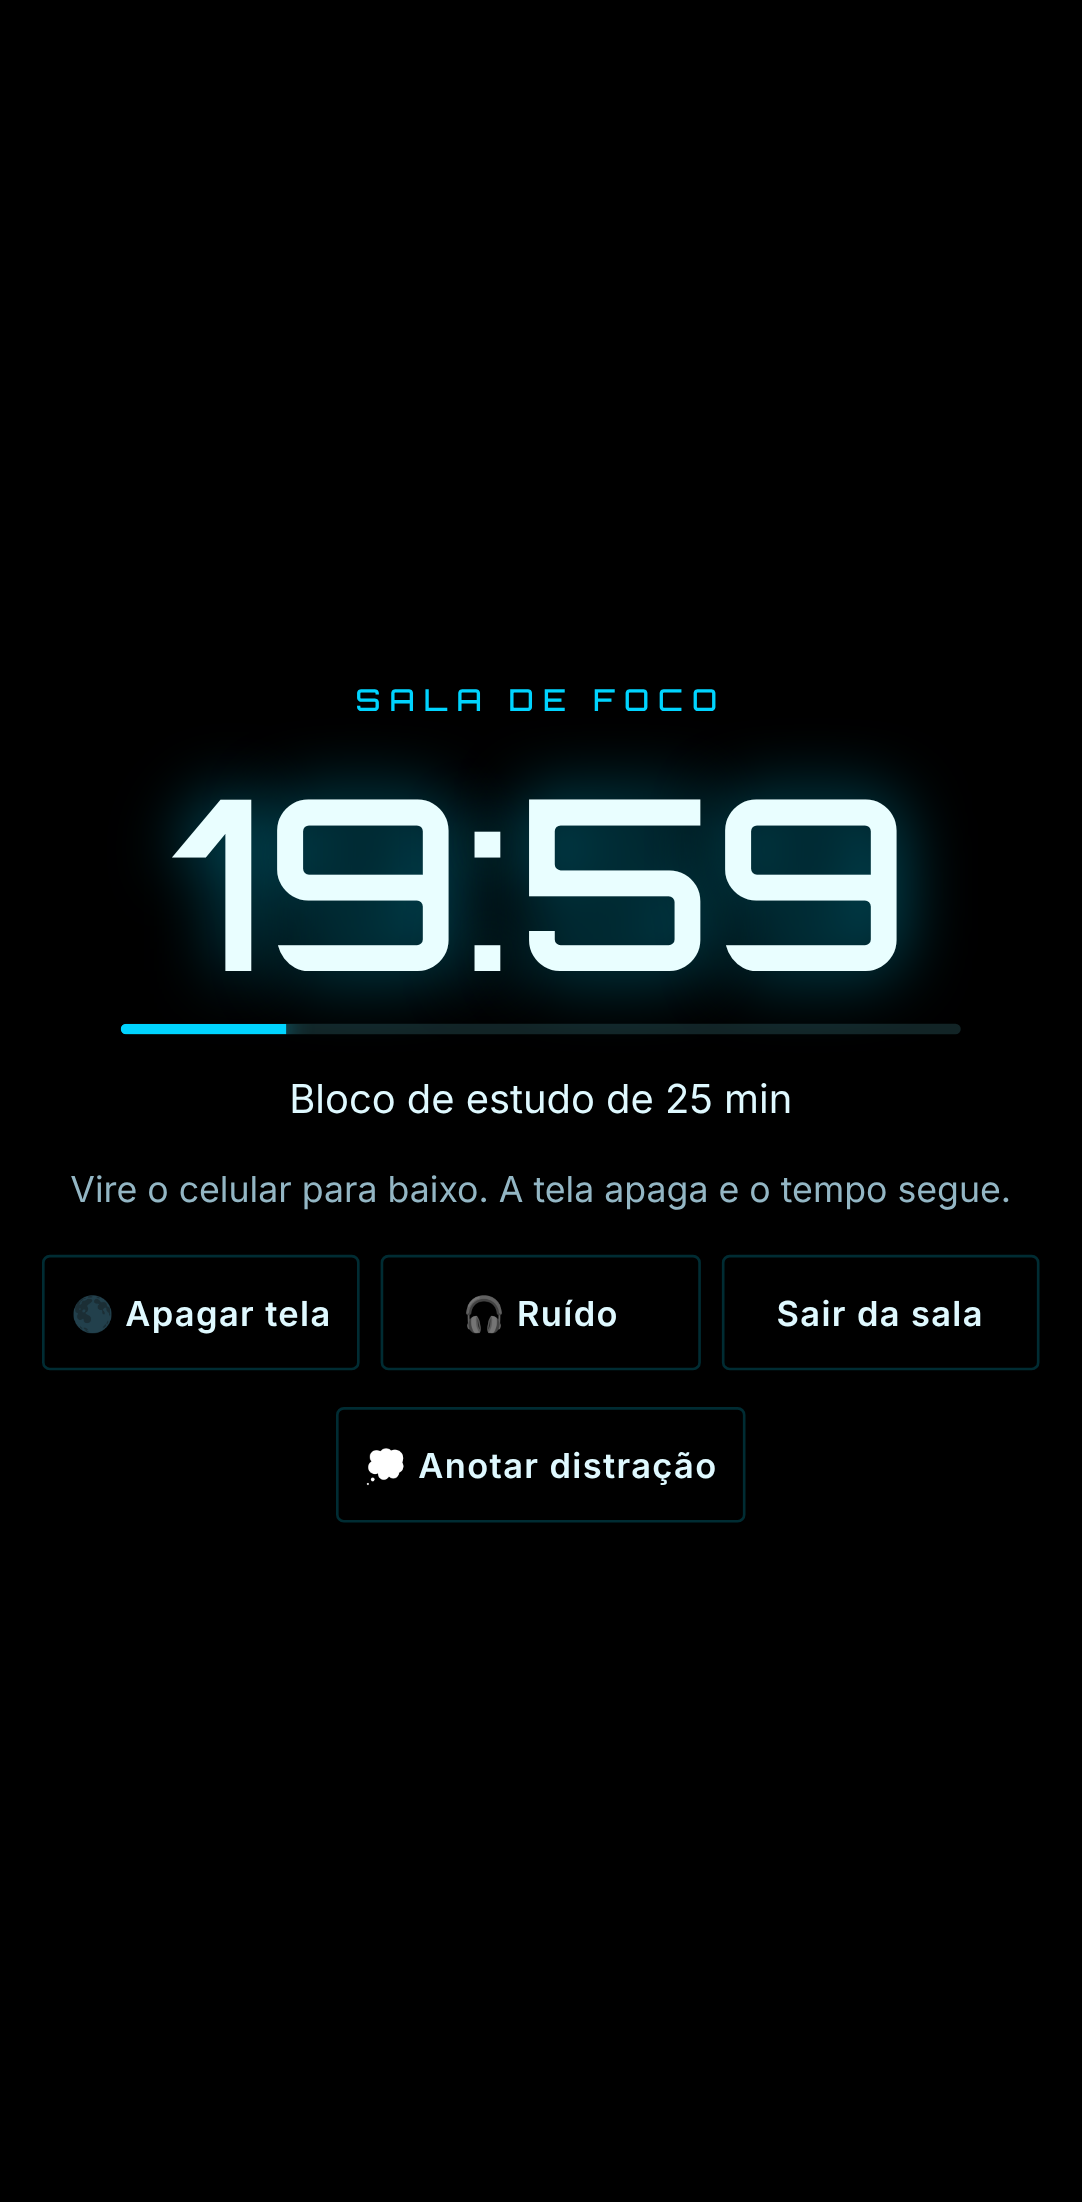 SALA DE FOCO
19:59
Bloco de estudo de 25 min
Vire o celular para baixo. A tela apaga e o tempo segue.
🌑 Apagar tela
🎧 Ruído
Sair da sala
💭 Anotar distração